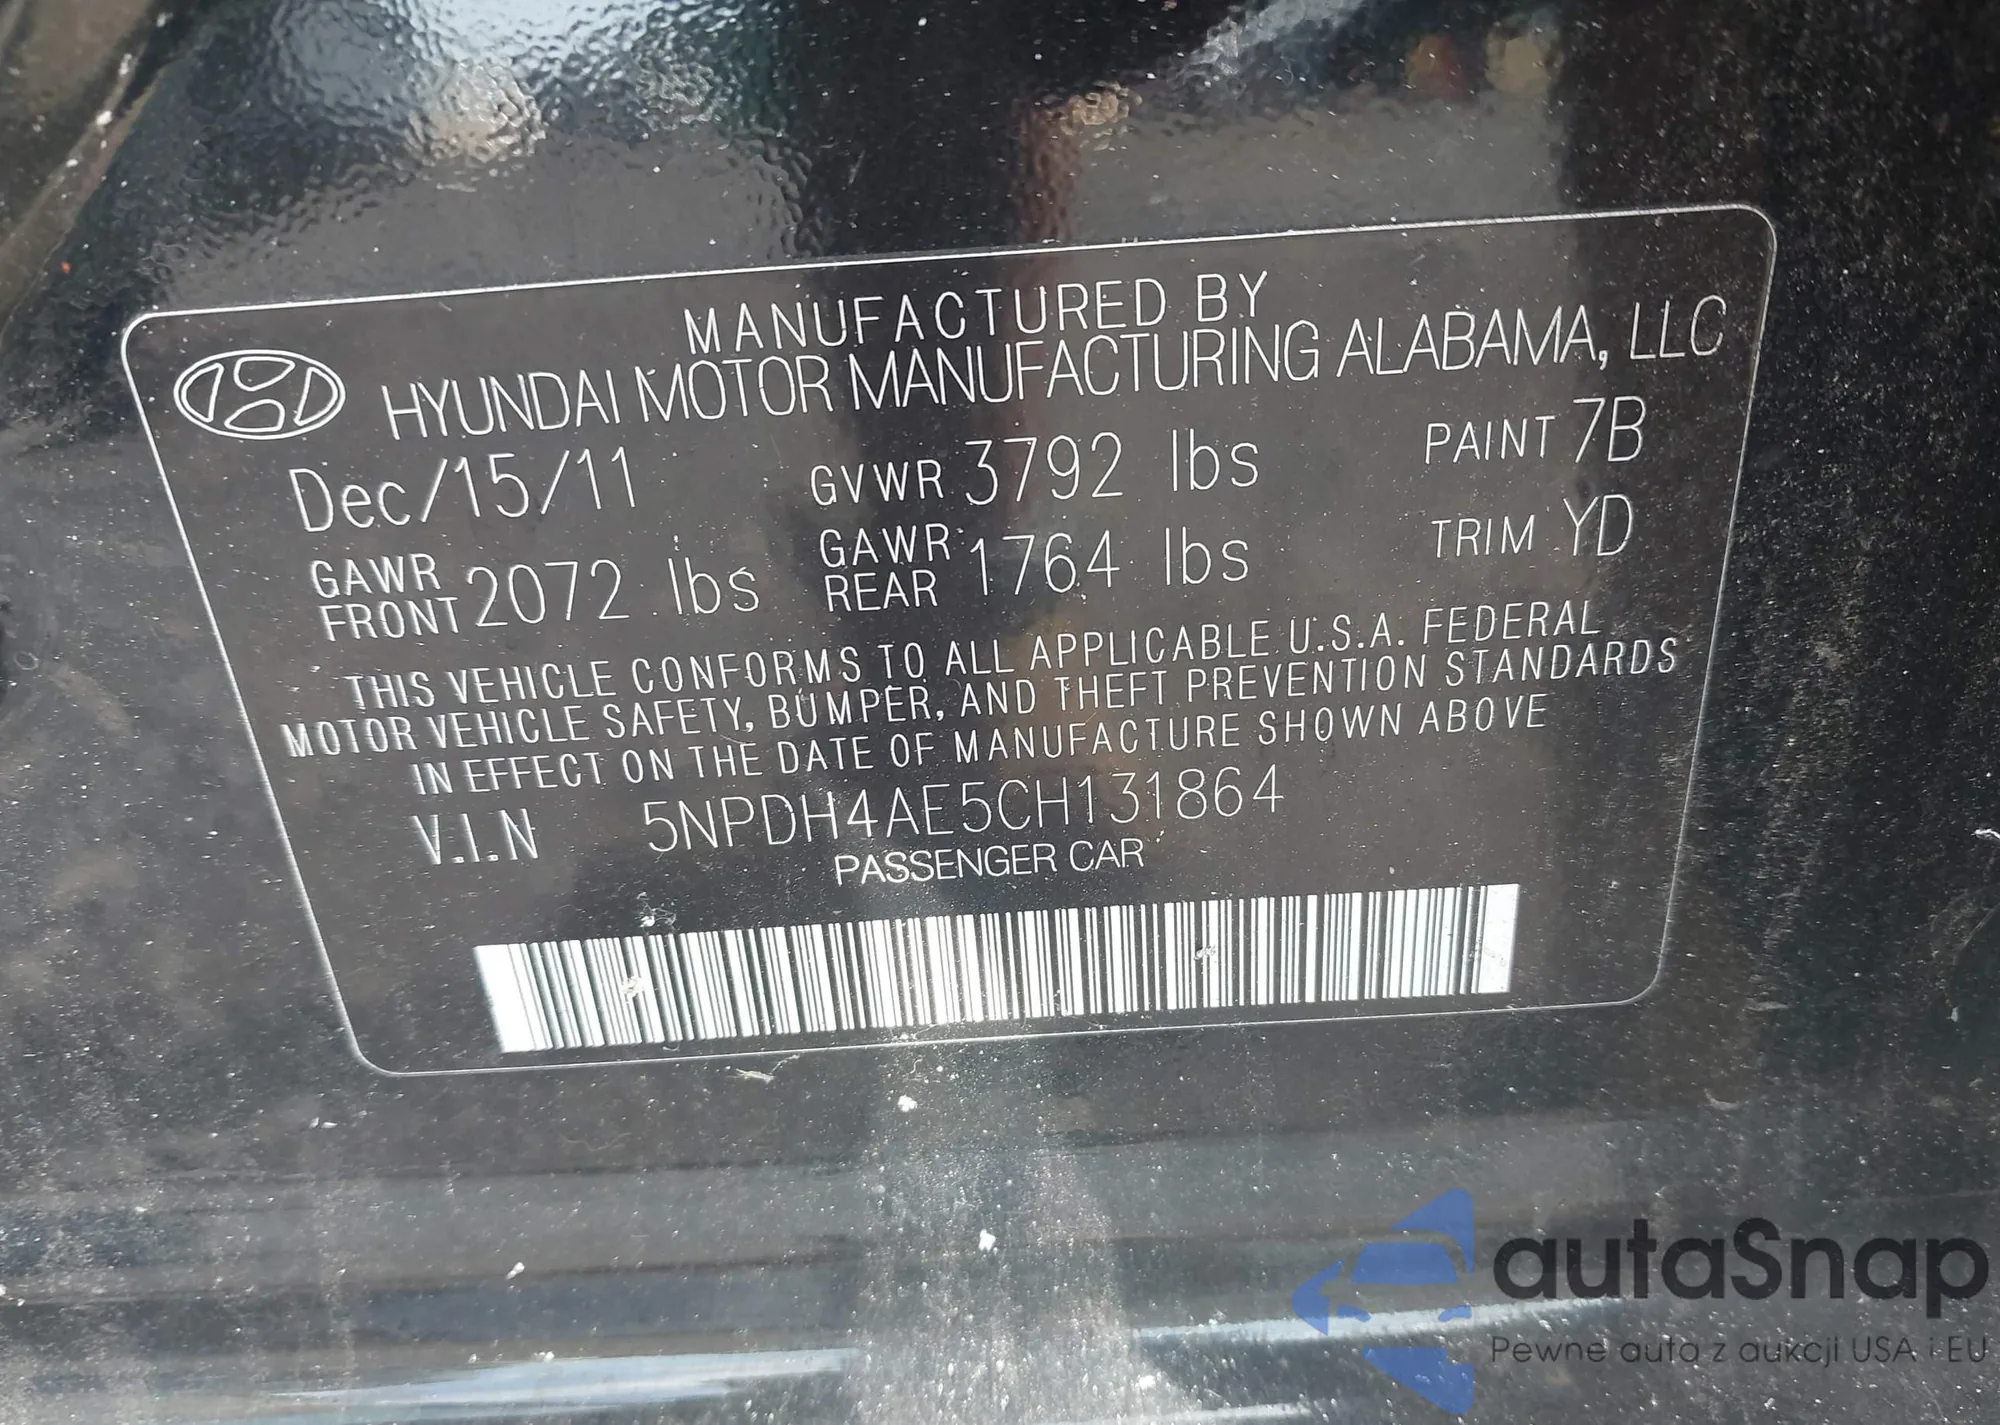 MANUFACTURED BY
HYUNDAI MOTOR MANUFACTURING ALABAMA, LLC
Dec/15/11 GVWR 3792 lbs PAINT 7B
GAWR FRONT 2072 lbs GAWR REAR 1764 lbs TRIM YD
THIS VEHICLE CONFORMS TO ALL APPLICABLE U.S.A. FEDERAL
MOTOR VEHICLE SAFETY, BUMPER, AND THEFT PREVENTION STANDARDS
IN EFFECT ON THE DATE OF MANUFACTURE SHOWN ABOVE
V.I.N 5NPDH4AE5CH131864
PASSENGER CAR
autaSnap
Pewne auta z aukcji USA i EU